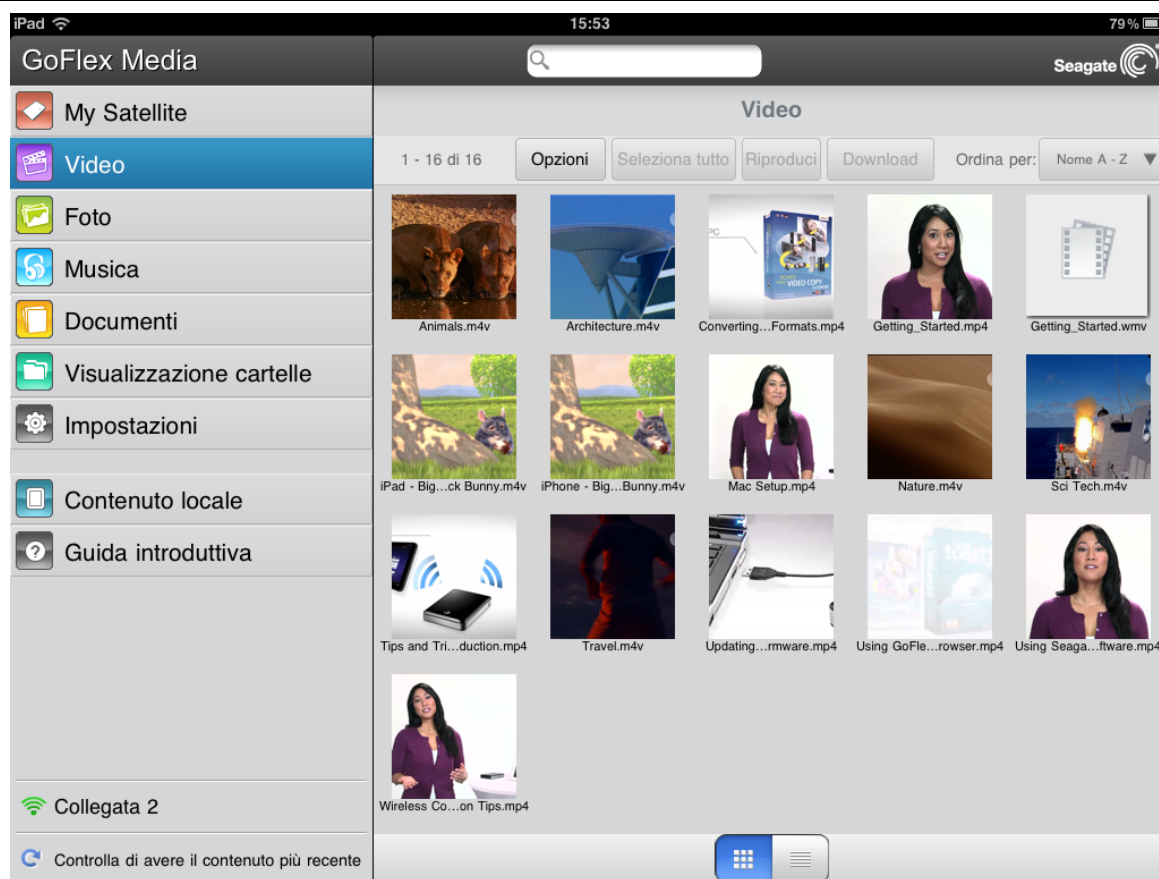 iPad 15:53 79%
GoFlex Media
Seagate
My Satellite
Video
Foto
Musica
Documenti
Visualizzazione cartelle
Impostazioni
Contenuto locale
Guida introduttiva
Collegata 2
Controlla di avere il contenuto più recente
Video
1 - 16 di 16 Opzioni Seleziona tutto Riproduci Download Ordina per: Nome A - Z
PC
VIDEO COPY
Animals.m4v Architecture.m4v Converting...Formats.mp4 Getting_Started.mp4 Getting_Started.wmv
iPad - Big...ck Bunny.m4v iPhone - Big...Bunny.m4v Mac Setup.mp4 Nature.m4v Sci Tech.m4v
toast
Tips and Tri...duction.mp4 Travel.m4v Updating...rmware.mp4 Using GoFle...rowser.mp4 Using Seaga...ftware.mp4
Wireless Co...on Tips.mp4